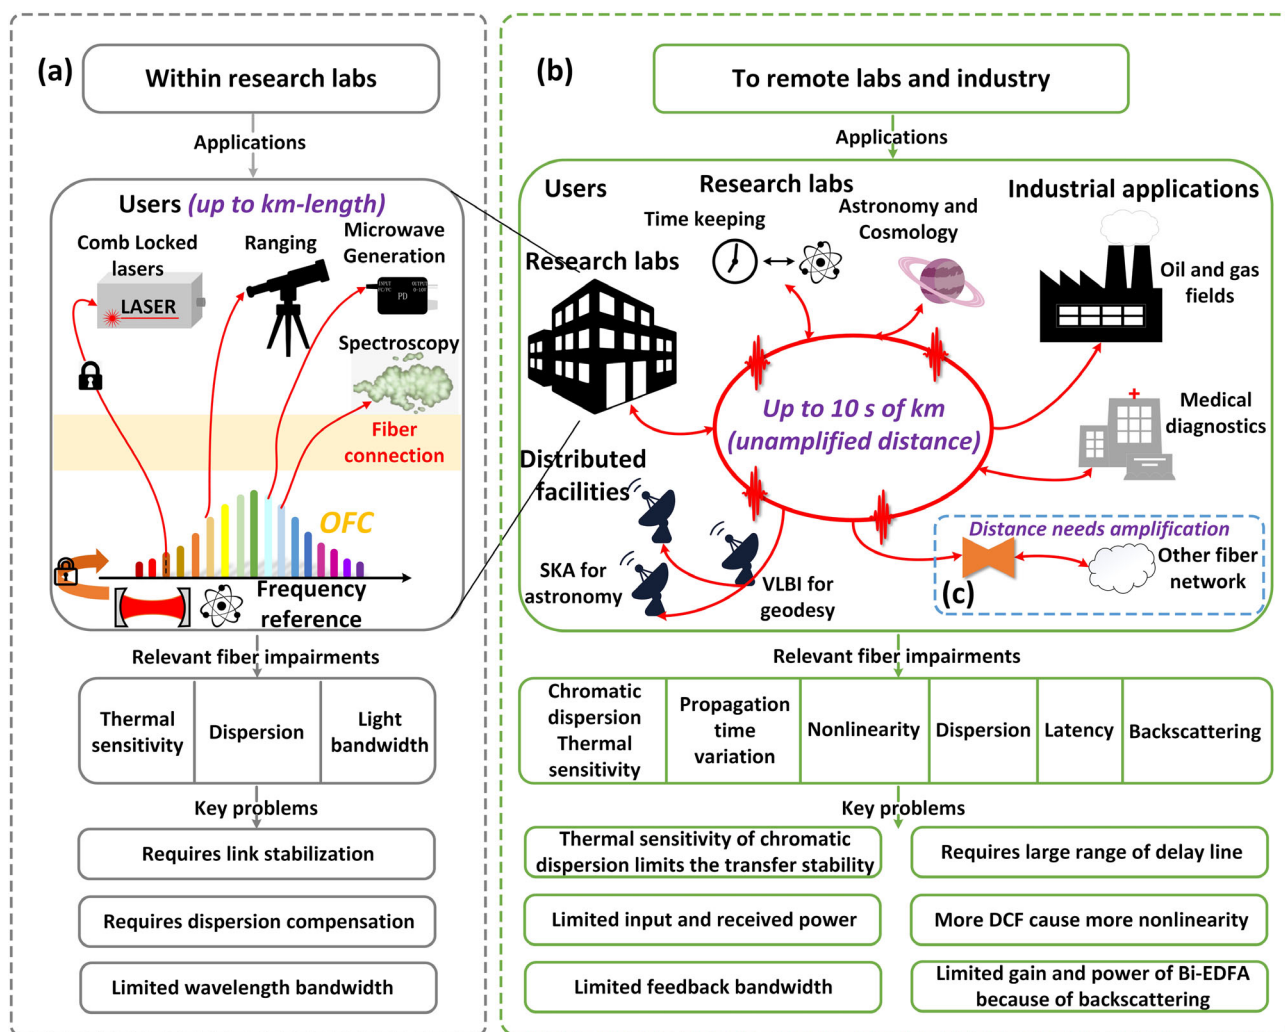 (a)
Within research labs
Applications
Users (up to km-length)
Comb Locked
lasers
LASER
Ranging
Microwave
Generation
INPUT
FC/PC
OUTPUT
0-10V
PD
Spectroscopy
Fiber
connection
OFC
Frequency
reference
Relevant fiber impairments
Thermal
sensitivity
Dispersion
Light
bandwidth
Key problems
Requires link stabilization
Requires dispersion compensation
Limited wavelength bandwidth
(b)
To remote labs and industry
Applications
Users
Research labs
Time keeping
Astronomy and
Cosmology
Industrial applications
Research labs
Oil and gas
fields
Up to 10 s of km
(unamplified distance)
Medical
diagnostics
Distributed
facilities
SKA for
astronomy
VLBI for
geodesy
Distance needs amplification
Other fiber
network
(c)
Relevant fiber impairments
Chromatic
dispersion
Thermal
sensitivity
Propagation
time
variation
Nonlinearity
Dispersion
Latency
Backscattering
Key problems
Thermal sensitivity of chromatic
dispersion limits the transfer stability
Requires large range of delay line
Limited input and received power
More DCF cause more nonlinearity
Limited feedback bandwidth
Limited gain and power of Bi-EDFA
because of backscattering